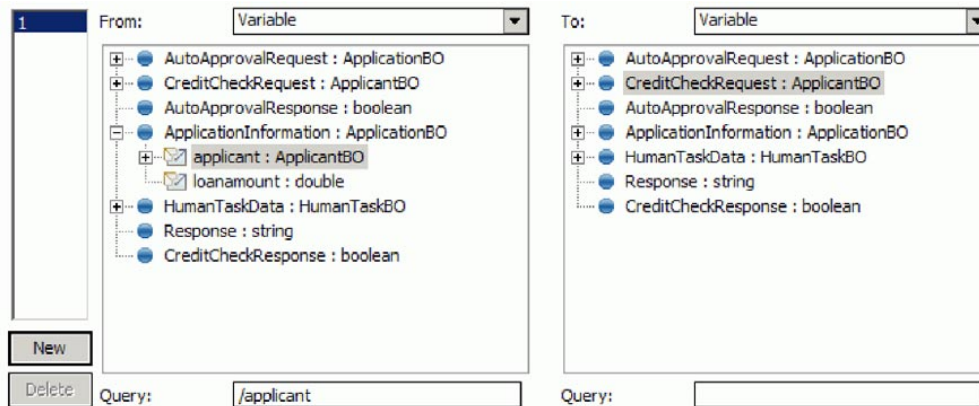 1
From:
Variable
AutoApprovalRequest : ApplicationBO
CreditCheckRequest : ApplicantBO
AutoApprovalResponse : boolean
ApplicationInformation : ApplicationBO
applicant : ApplicantBO
loanamount : double
HumanTaskData : HumanTaskBO
Response : string
CreditCheckResponse : boolean
New
Delete
Query:
/applicant
To:
Variable
AutoApprovalRequest : ApplicationBO
CreditCheckRequest : ApplicantBO
AutoApprovalResponse : boolean
ApplicationInformation : ApplicationBO
HumanTaskData : HumanTaskBO
Response : string
CreditCheckResponse : boolean
Query: